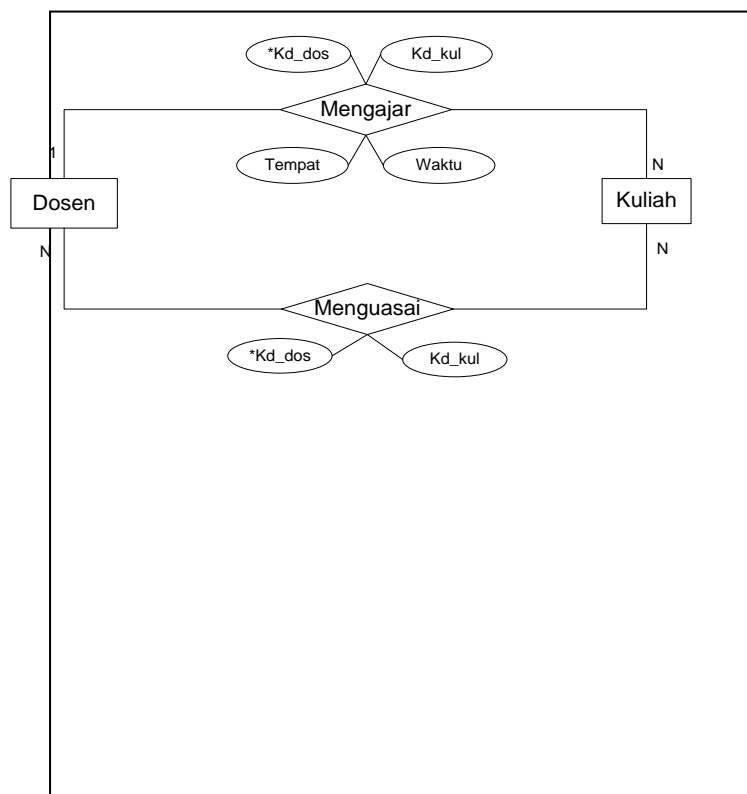 *Kd_dos
Kd_kul
Mengajar
Tempat
Waktu
1
N
Dosen
Kuliah
N
N
Menguasai
*Kd_dos
Kd_kul